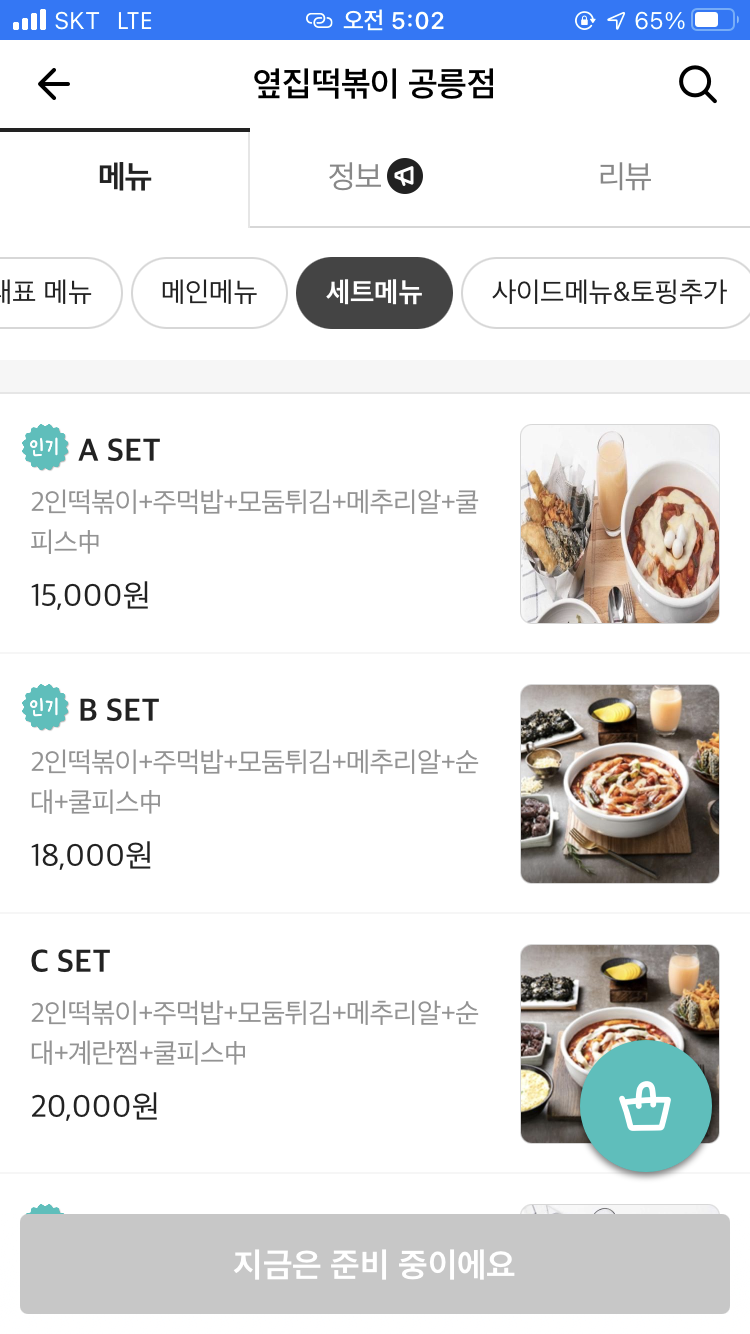 SKT LTE 오전 5:02 65%
옆집떡볶이 공릉점
메뉴 정보 리뷰
대표 메뉴 메인메뉴 세트메뉴 사이드메뉴&토핑추가
인기 A SET
2인떡볶이+주먹밥+모둠튀김+메추리알+쿨
피스中
15,000원
인기 B SET
2인떡볶이+주먹밥+모둠튀김+메추리알+순
대+쿨피스中
18,000원
C SET
2인떡볶이+주먹밥+모둠튀김+메추리알+순
대+계란찜+쿨피스中
20,000원
지금은 준비 중이에요